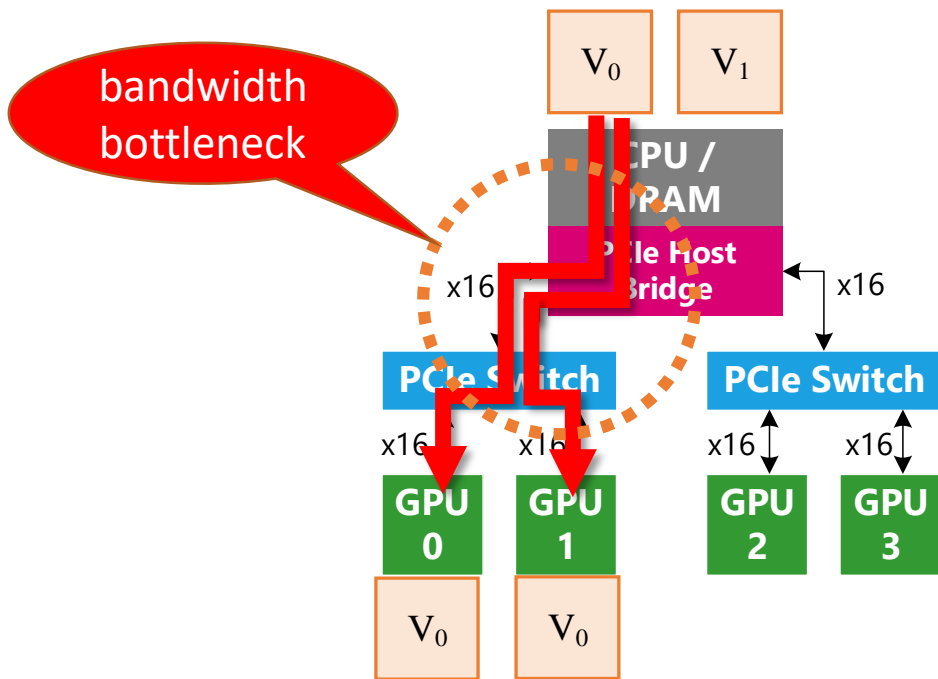 V₀
V₁
bandwidth
bottleneck
CPU /
DRAM
PCIe Host
Bridge
x16
x16
PCIe Switch
PCIe Switch
x16
x16
x16
x16
GPU
0
GPU
1
GPU
2
GPU
3
V₀
V₀